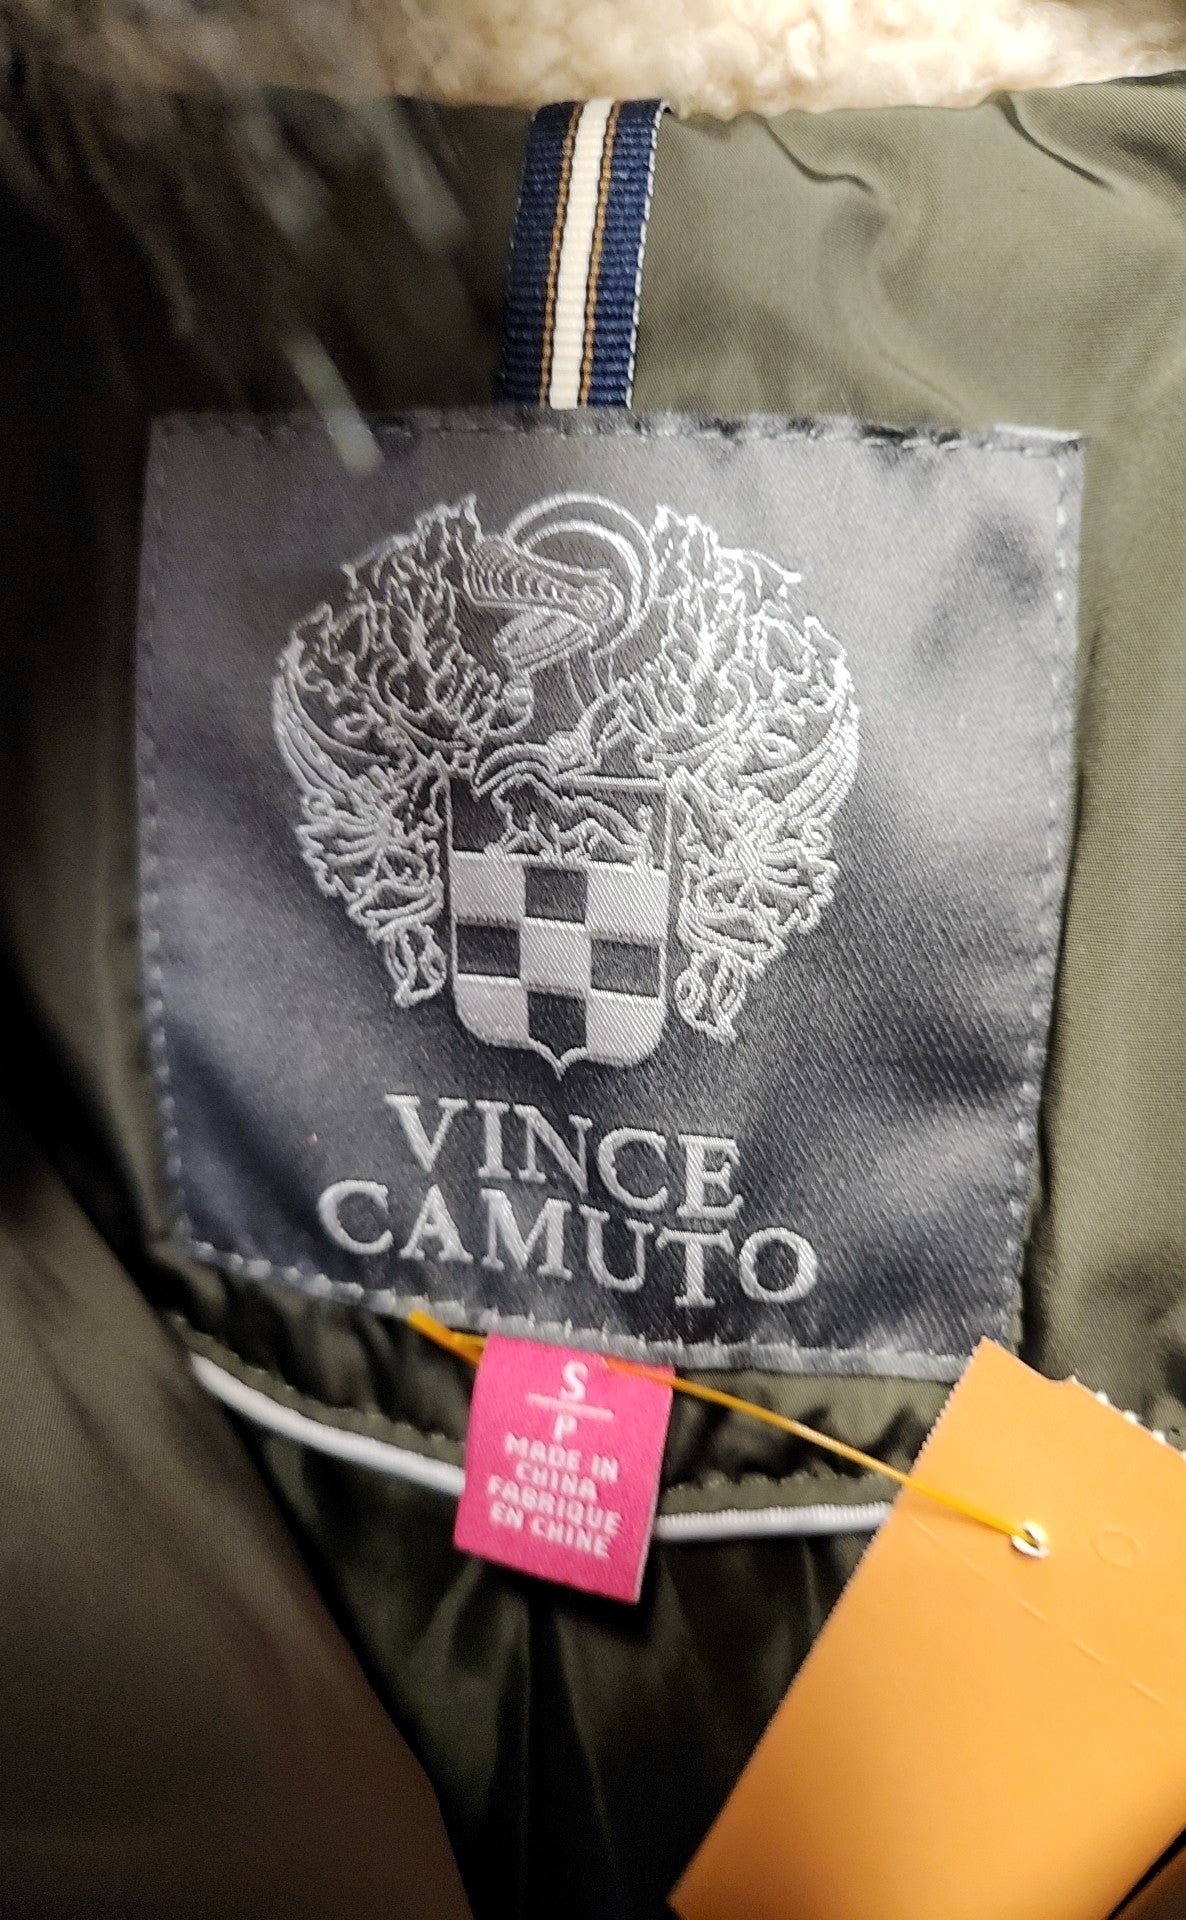 VINCE
CAMUTO
S
P
MADE IN
CHINA
FABRIQUE
EN CHINE